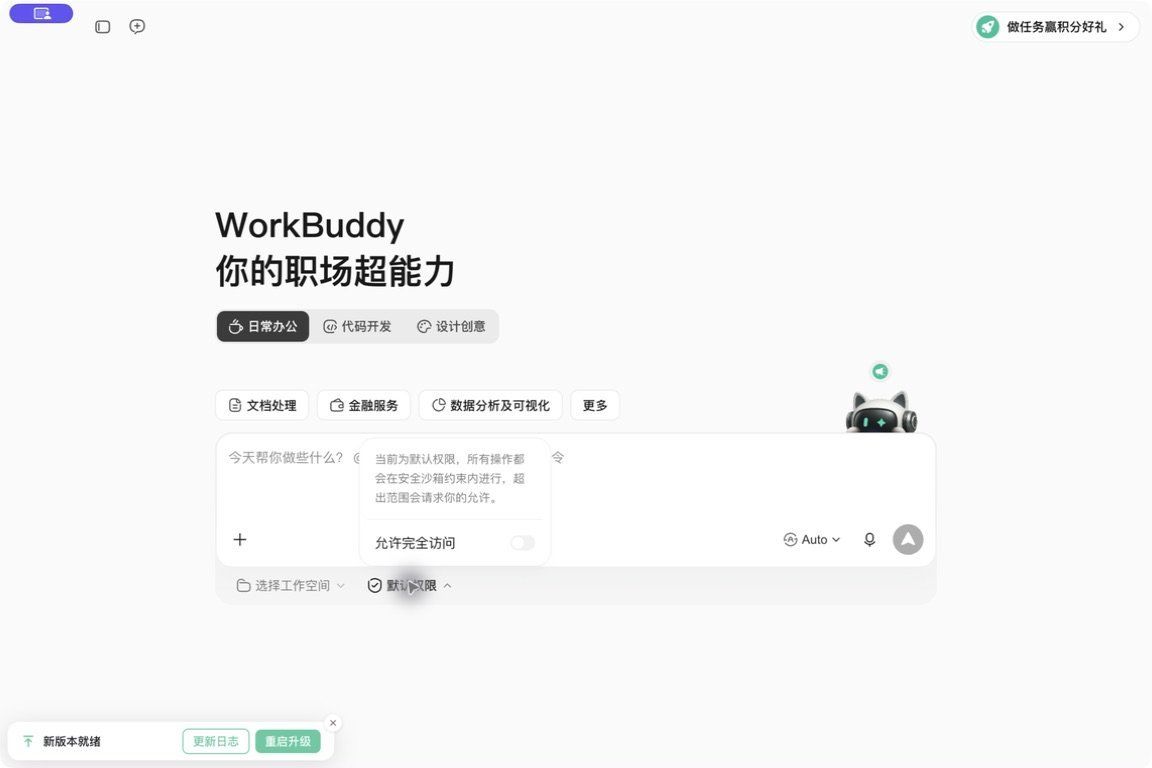 做任务赢积分好礼
WorkBuddy
你的职场超能力
日常办公 代码开发 设计创意
文档处理 金融服务 数据分析及可视化 更多
今天帮你做些什么？ 令
当前为默认权限，所有操作都
会在安全沙箱约束内进行，超
出范围会请求你的允许。
允许完全访问
Auto
选择工作空间 默认权限
新版本就绪 更新日志 重启升级